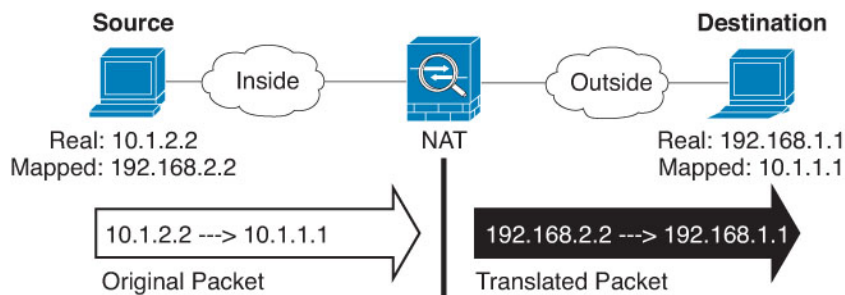 Source
Destination
Inside
Outside
Real: 10.1.2.2
Mapped: 192.168.2.2
NAT
Real: 192.168.1.1
Mapped: 10.1.1.1
10.1.2.2 ---> 10.1.1.1
192.168.2.2 ---> 192.168.1.1
Original Packet
Translated Packet